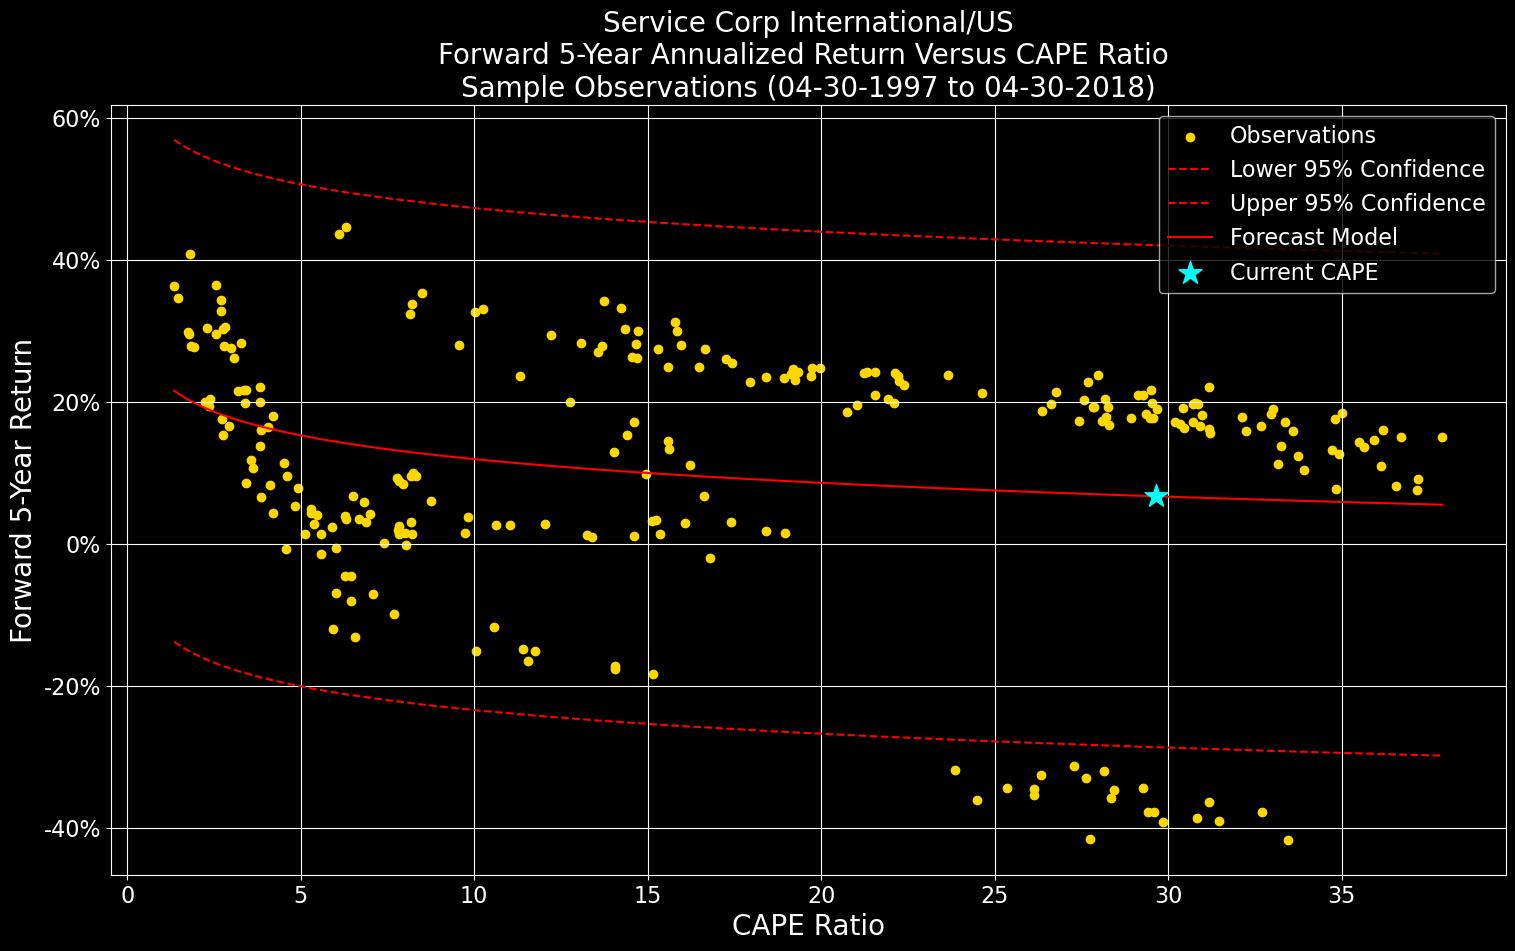 Service Corp International/US
Forward 5-Year Annualized Return Versus CAPE Ratio
Sample Observations (04-30-1997 to 04-30-2018)
Observations
Lower 95% Confidence
Upper 95% Confidence
Forecast Model
Current CAPE
Forward 5-Year Return
60%
40%
20%
0%
-20%
-40%
0 5 10 15 20 25 30 35
CAPE Ratio